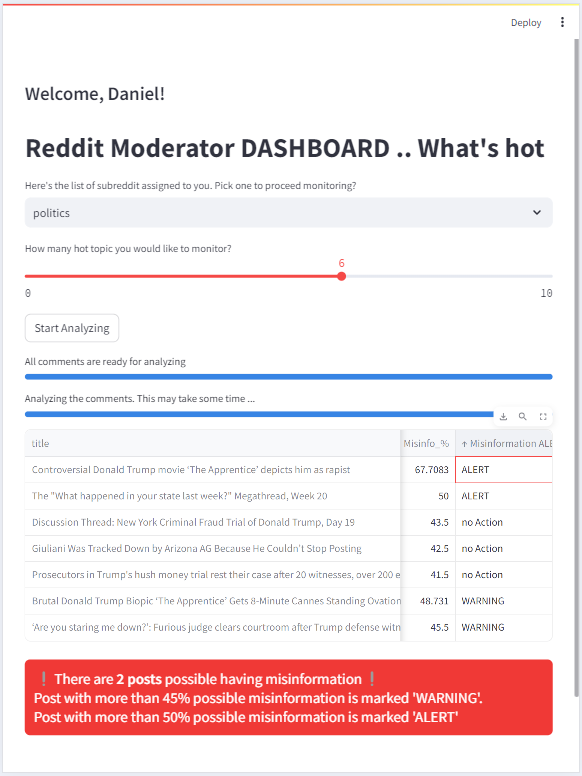 Deploy
Welcome, Daniel!
Reddit Moderator DASHBOARD .. What's hot
Here's the list of subreddit assigned to you. Pick one to proceed monitoring?
politics
How many hot topic you would like to monitor?
6
0 10
Start Analyzing
All comments are ready for analyzing
Analyzing the comments. This may take some time ...
title Misinfo_% ↑ Misinformation ALE
Controversial Donald Trump movie ‘The Apprentice’ depicts him as rapist 67.7083 ALERT
The "What happened in your state last week?" Megathread, Week 20 50 ALERT
Discussion Thread: New York Criminal Fraud Trial of Donald Trump, Day 19 43.5 no Action
Giuliani Was Tracked Down by Arizona AG Because He Couldn’t Stop Posting 42.5 no Action
Prosecutors in Trump’s hush money trial rest their case after 20 witnesses, over 200 e 41.5 no Action
Brutal Donald Trump Biopic ‘The Apprentice’ Gets 8-Minute Cannes Standing Ovation 48.731 WARNING
‘Are you staring me down?’: Furious judge clears courtroom after Trump defense witn 45.5 WARNING
❕ There are 2 posts possible having misinformation ❕
Post with more than 45% possible misinformation is marked 'WARNING'.
Post with more than 50% possible misinformation is marked 'ALERT'